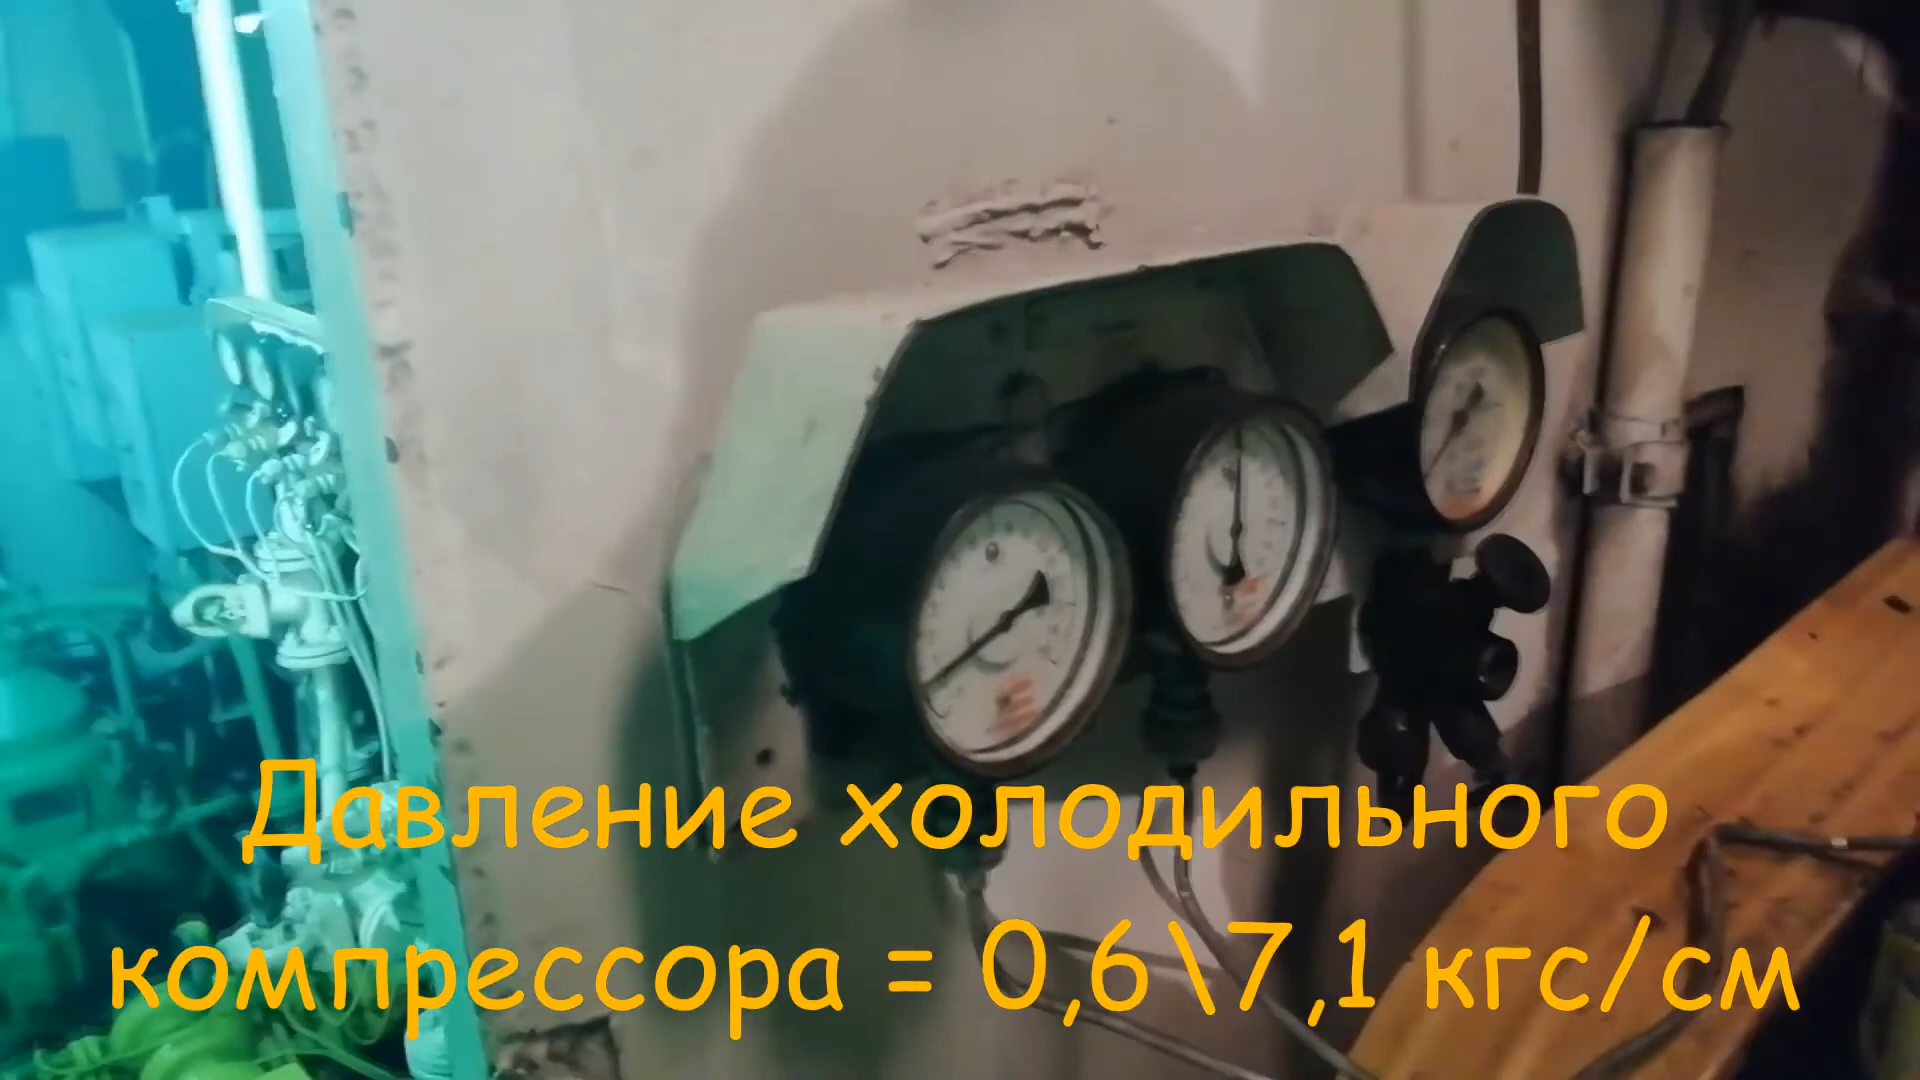 Давление холодильного
компрессора = 0,6\7,1 кгс/см